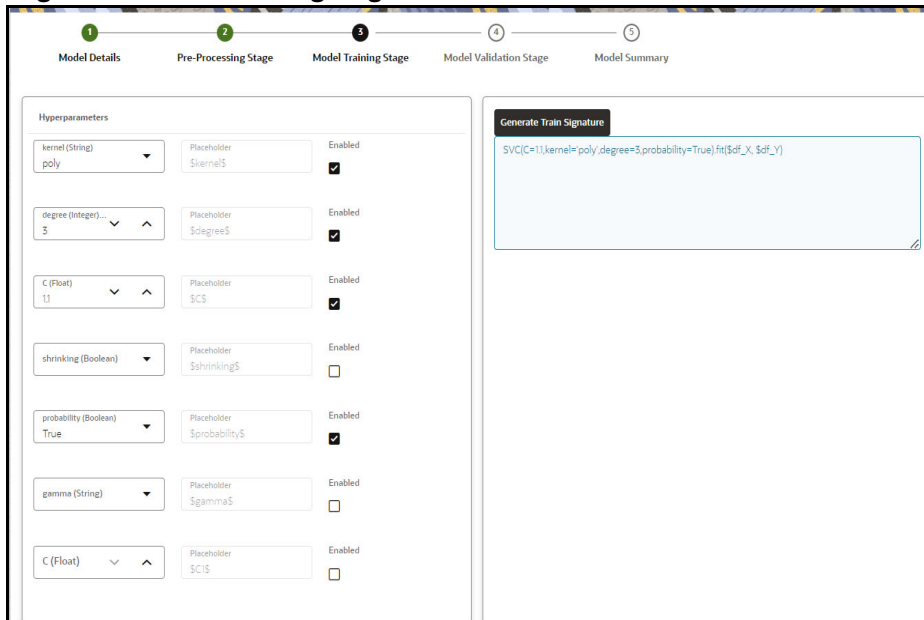 1 2 3 4 5
Model Details Pre-Processing Stage Model Training Stage Model Validation Stage Model Summary
Hyperparameters
kernel (String) Placeholder Enabled
poly $kernel$
degree (Integer)... Placeholder Enabled
3 $degree$
C (Float) Placeholder Enabled
1.1 $C$
shrinking (Boolean) Placeholder Enabled
$shrinking$
probability (Boolean) Placeholder Enabled
True $probability$
gamma (String) Placeholder Enabled
$gamma$
C (Float) Placeholder Enabled
$C1$
Generate Train Signature
SVC(C=1.1,kernel='poly',degree=3,probability=True).fit($df_X, $df_Y)